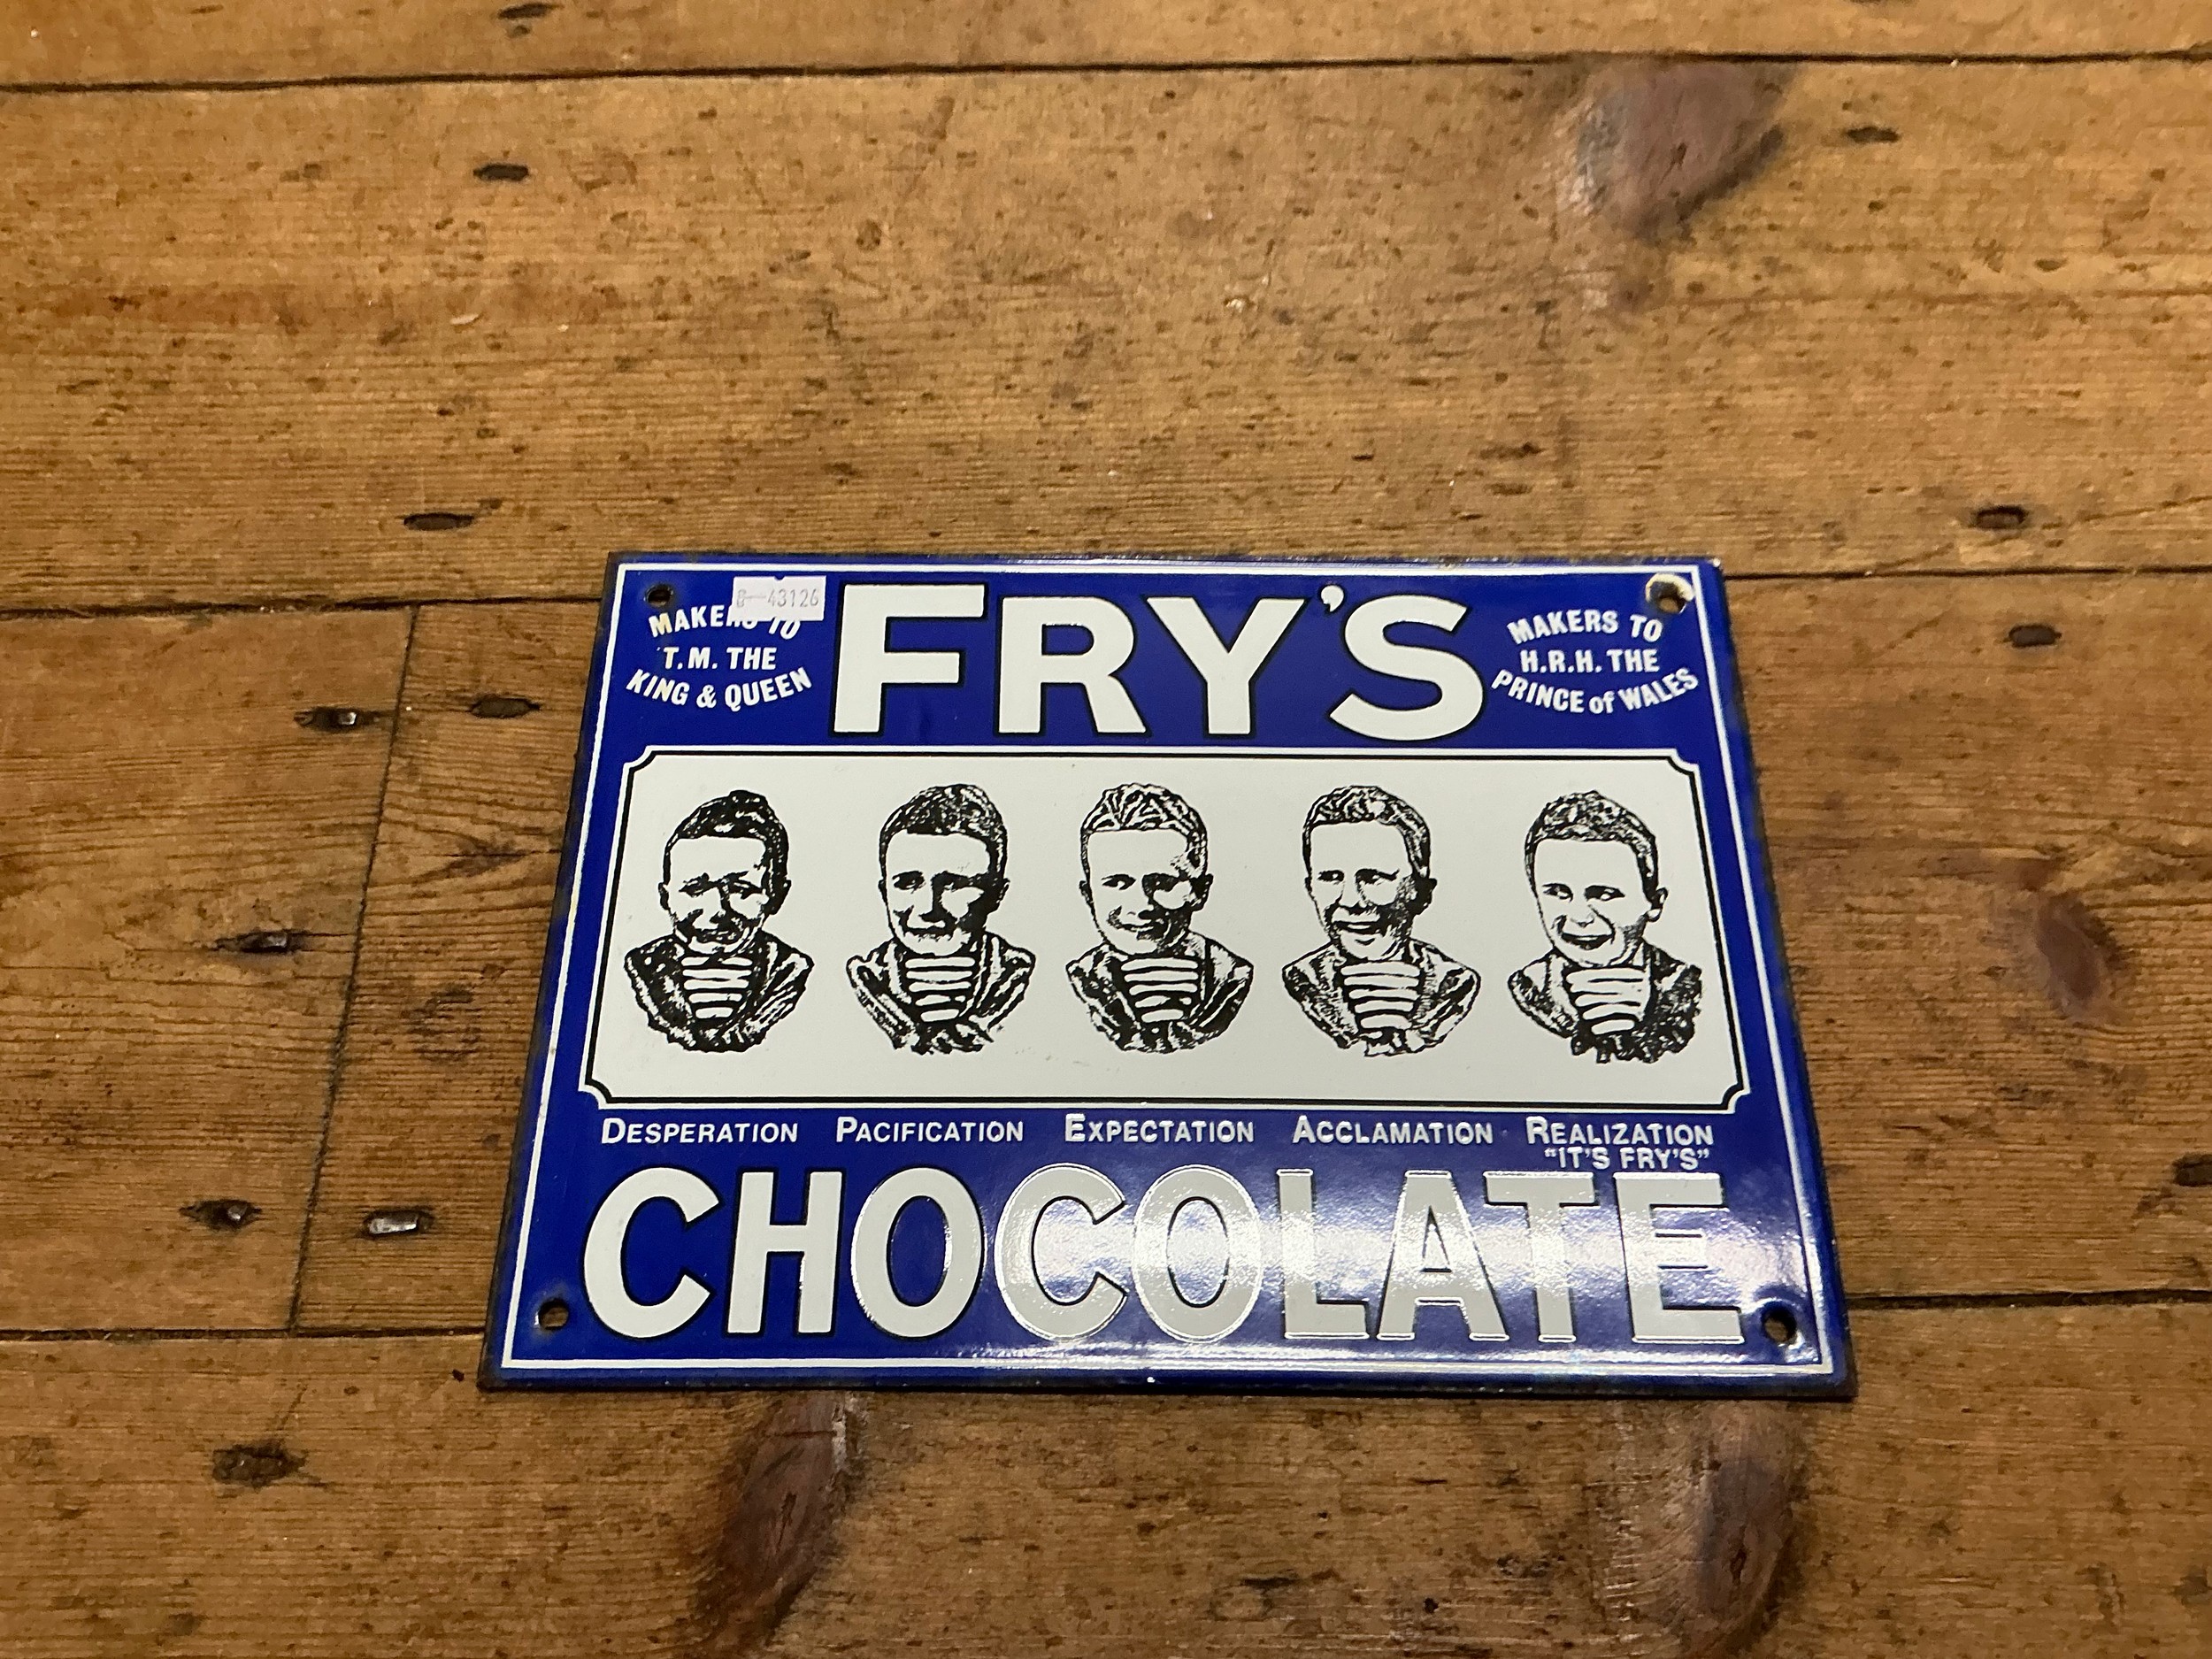 8-43126
FRY'S
MAKERS TO
T.M. THE
KING & QUEEN
MAKERS TO
H.R.H. THE
PRINCE of WALES
DESPERATION PACIFICATION EXPECTATION ACCLAMATION REALIZATION
"IT'S FRY'S"
CHOCOLATE